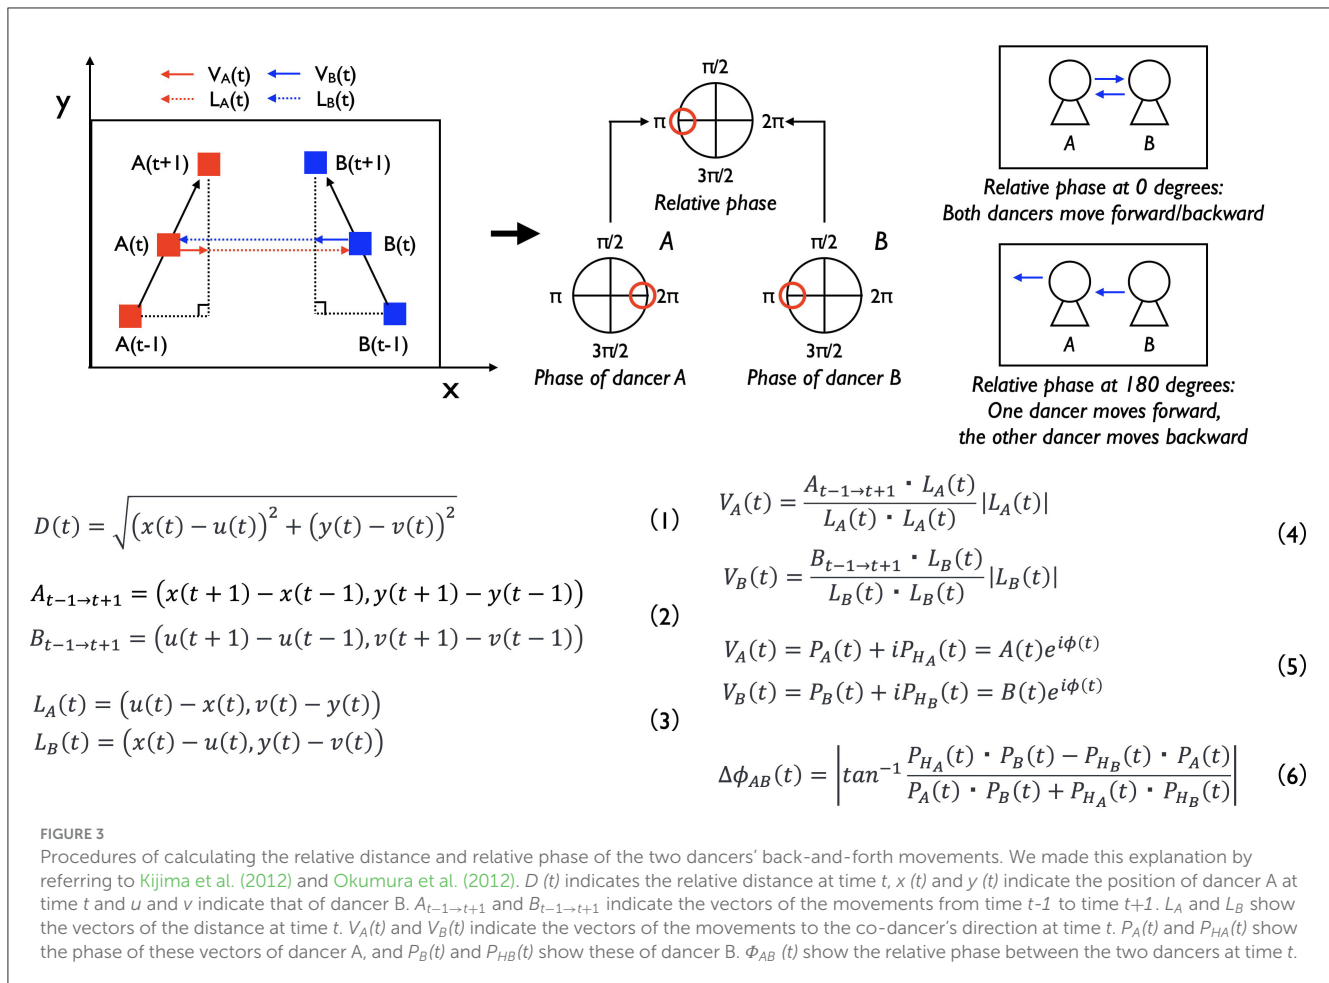 y
V_A(t) V_B(t)
L_A(t) L_B(t)
A(t+1) B(t+1)
A(t) B(t)
A(t-1) B(t-1)
x
π/2
π 2π
3π/2
Relative phase
A
π/2
π 2π
3π/2
Phase of dancer A
B
π/2
π 2π
3π/2
Phase of dancer B
A B
Relative phase at 0 degrees:
Both dancers move forward/backward
A B
Relative phase at 180 degrees:
One dancer moves forward,
the other dancer moves backward
D(t) = √((x(t) − u(t))² + (y(t) − v(t))²) (1)
A_{t−1→t+1} = (x(t + 1) − x(t − 1), y(t + 1) − y(t − 1))
B_{t−1→t+1} = (u(t + 1) − u(t − 1), v(t + 1) − v(t − 1)) (2)
L_A(t) = (u(t) − x(t), v(t) − y(t))
L_B(t) = (x(t) − u(t), y(t) − v(t)) (3)
V_A(t) = (A_{t−1→t+1} · L_A(t)) / (L_A(t) · L_A(t)) |L_A(t)|
V_B(t) = (B_{t−1→t+1} · L_B(t)) / (L_B(t) · L_B(t)) |L_B(t)| (4)
V_A(t) = P_A(t) + iP_{H_A}(t) = A(t)e^{iϕ(t)}
V_B(t) = P_B(t) + iP_{H_B}(t) = B(t)e^{iϕ(t)} (5)
Δϕ_{AB}(t) = |tan⁻¹ (P_{H_A}(t) · P_B(t) − P_{H_B}(t) · P_A(t)) / (P_A(t) · P_B(t) + P_{H_A}(t) · P_{H_B}(t))| (6)
FIGURE 3
Procedures of calculating the relative distance and relative phase of the two dancers' back-and-forth movements. We made this explanation by
referring to Kijima et al. (2012) and Okumura et al. (2012). D (t) indicates the relative distance at time t, x (t) and y (t) indicate the position of dancer A at
time t and u and v indicate that of dancer B. A_{t−1→t+1} and B_{t−1→t+1} indicate the vectors of the movements from time t-1 to time t+1. L_A and L_B show
the vectors of the distance at time t. V_A(t) and V_B(t) indicate the vectors of the movements to the co-dancer's direction at time t. P_A(t) and P_{HA}(t) show
the phase of these vectors of dancer A, and P_B(t) and P_{HB}(t) show these of dancer B. Φ_{AB} (t) show the relative phase between the two dancers at time t.